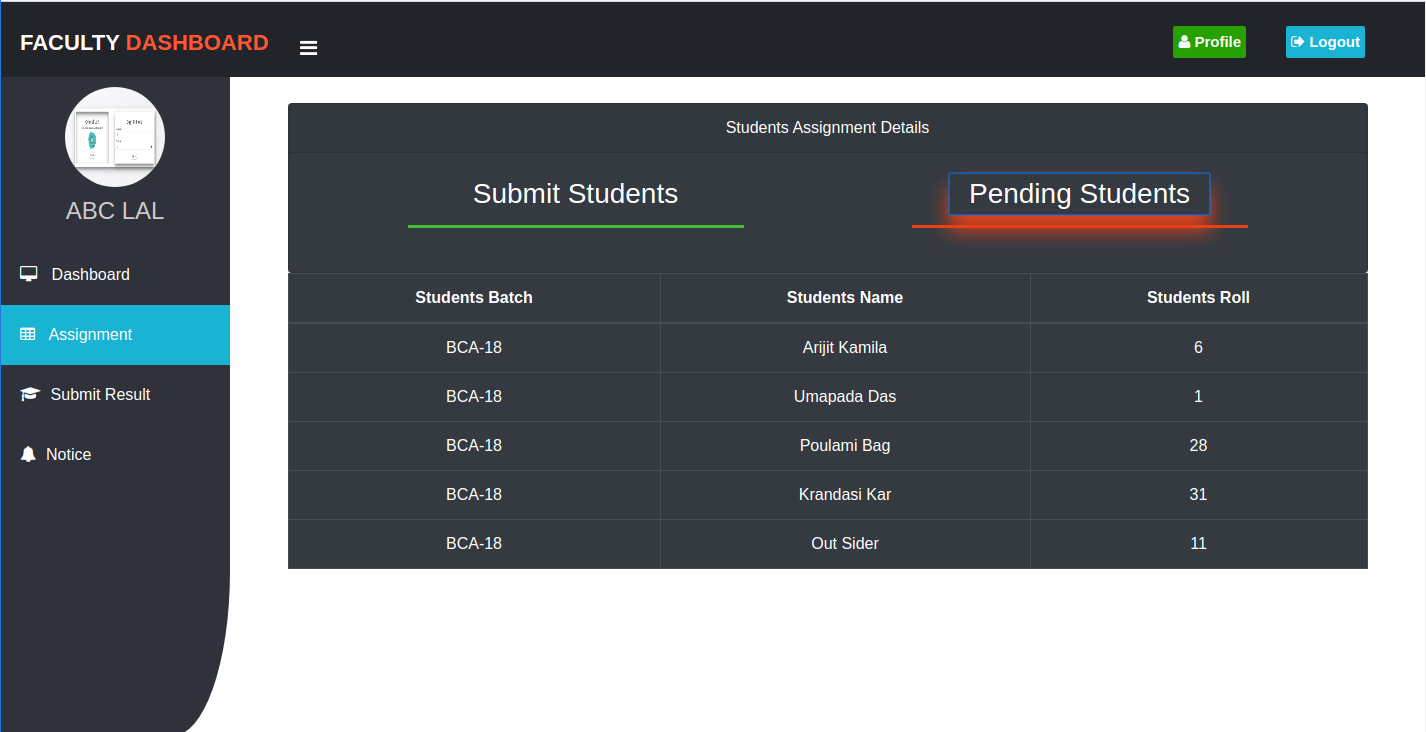 FACULTY DASHBOARD
Profile
Logout
ABC LAL
Dashboard
Assignment
Submit Result
Notice
Students Assignment Details
Submit Students
Pending Students
Students Batch Students Name Students Roll
BCA-18 Arijit Kamila 6
BCA-18 Umapada Das 1
BCA-18 Poulami Bag 28
BCA-18 Krandasi Kar 31
BCA-18 Out Sider 11